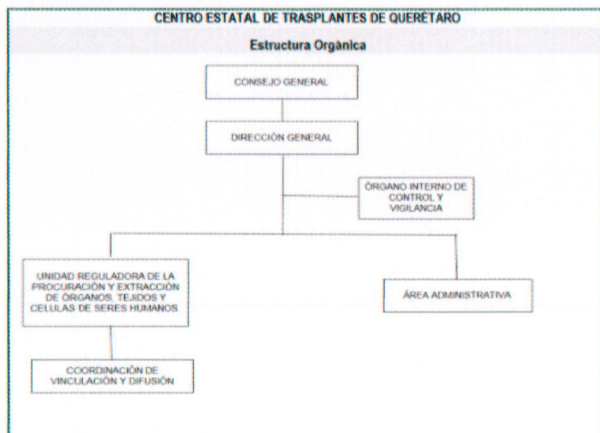 CENTRO ESTATAL DE TRASPLANTES DE QUERÉTARO
Estructura Orgánica
CONSEJO GENERAL
DIRECCIÓN GENERAL
ÓRGANO INTERNO DE
CONTROL Y
VIGILANCIA
UNIDAD REGULADORA DE LA
PROCURACIÓN Y EXTRACCIÓN
DE ÓRGANOS, TEJIDOS Y
CELULAS DE SERES HUMANOS
ÁREA ADMINISTRATIVA
COORDINACIÓN DE
VINCULACIÓN Y DIFUSIÓN